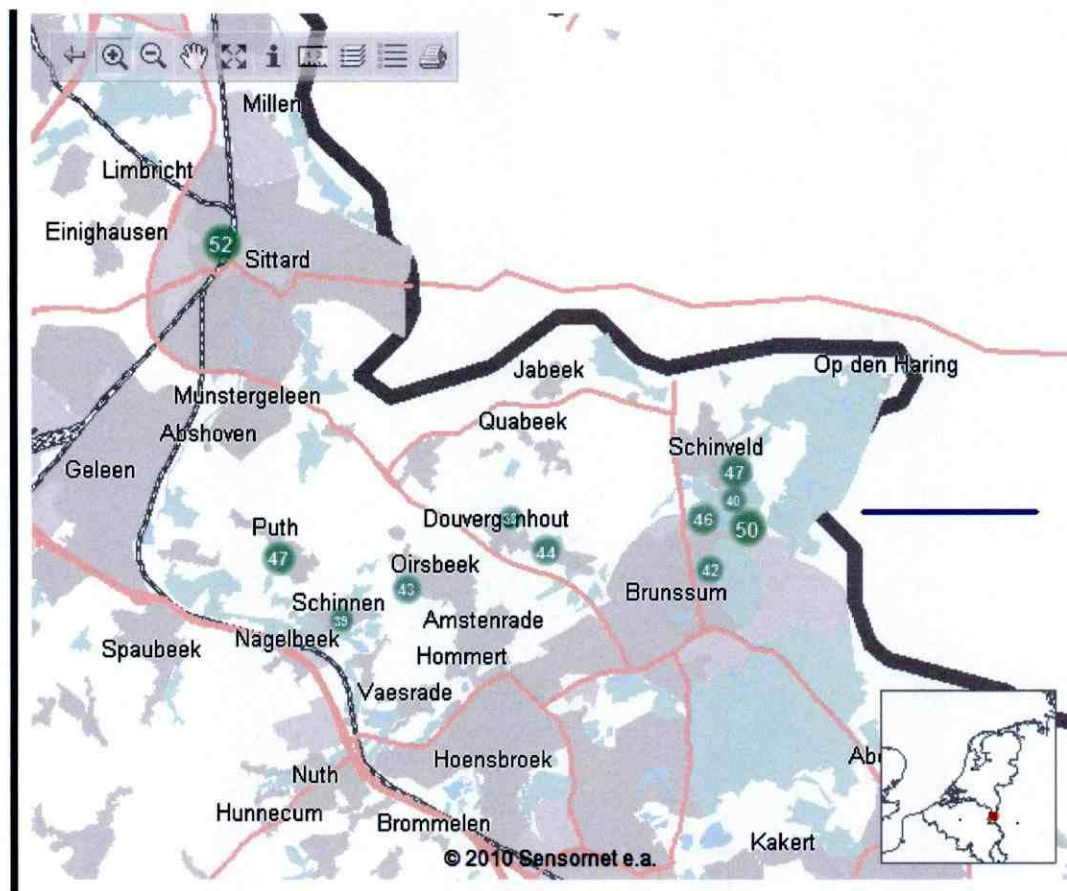 Millen
Limbricht
Einighausen
52
Sittard
Jabeek
Op den Haring
Munstergeleen
Quabeek
Abshoven
Schinveld
Geleen
47
40
Puth
Douvergenhout
46
50
47
44
Oirsbeek
42
43
Brunssum
Schinnen
39
Amstenrade
Nagelbeek
Spaubeek
Hommert
Vaesrade
Hoensbroek
Nuth
Hunnecum
Brommelen
Kakert
© 2010 Sensornet e.a.